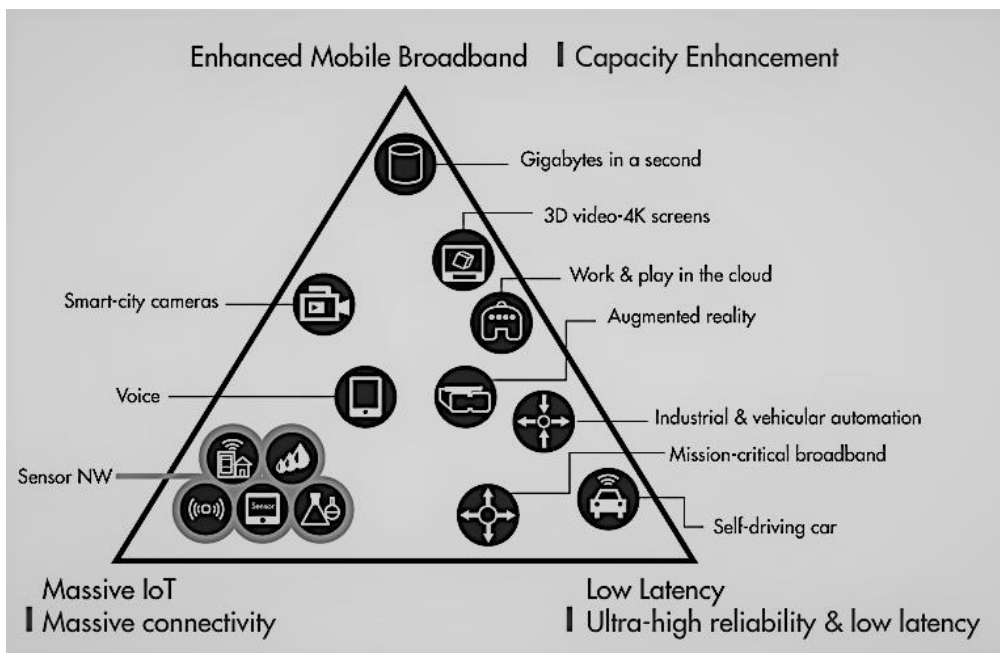 Enhanced Mobile Broadband Capacity Enhancement
Gigabytes in a second
3D video-4K screens
Work & play in the cloud
Smart-city cameras
Augmented reality
Voice
Industrial & vehicular automation
Mission-critical broadband
Sensor NW
Sensor
Self-driving car
Massive IoT
Massive connectivity
Low Latency
Ultra-high reliability & low latency